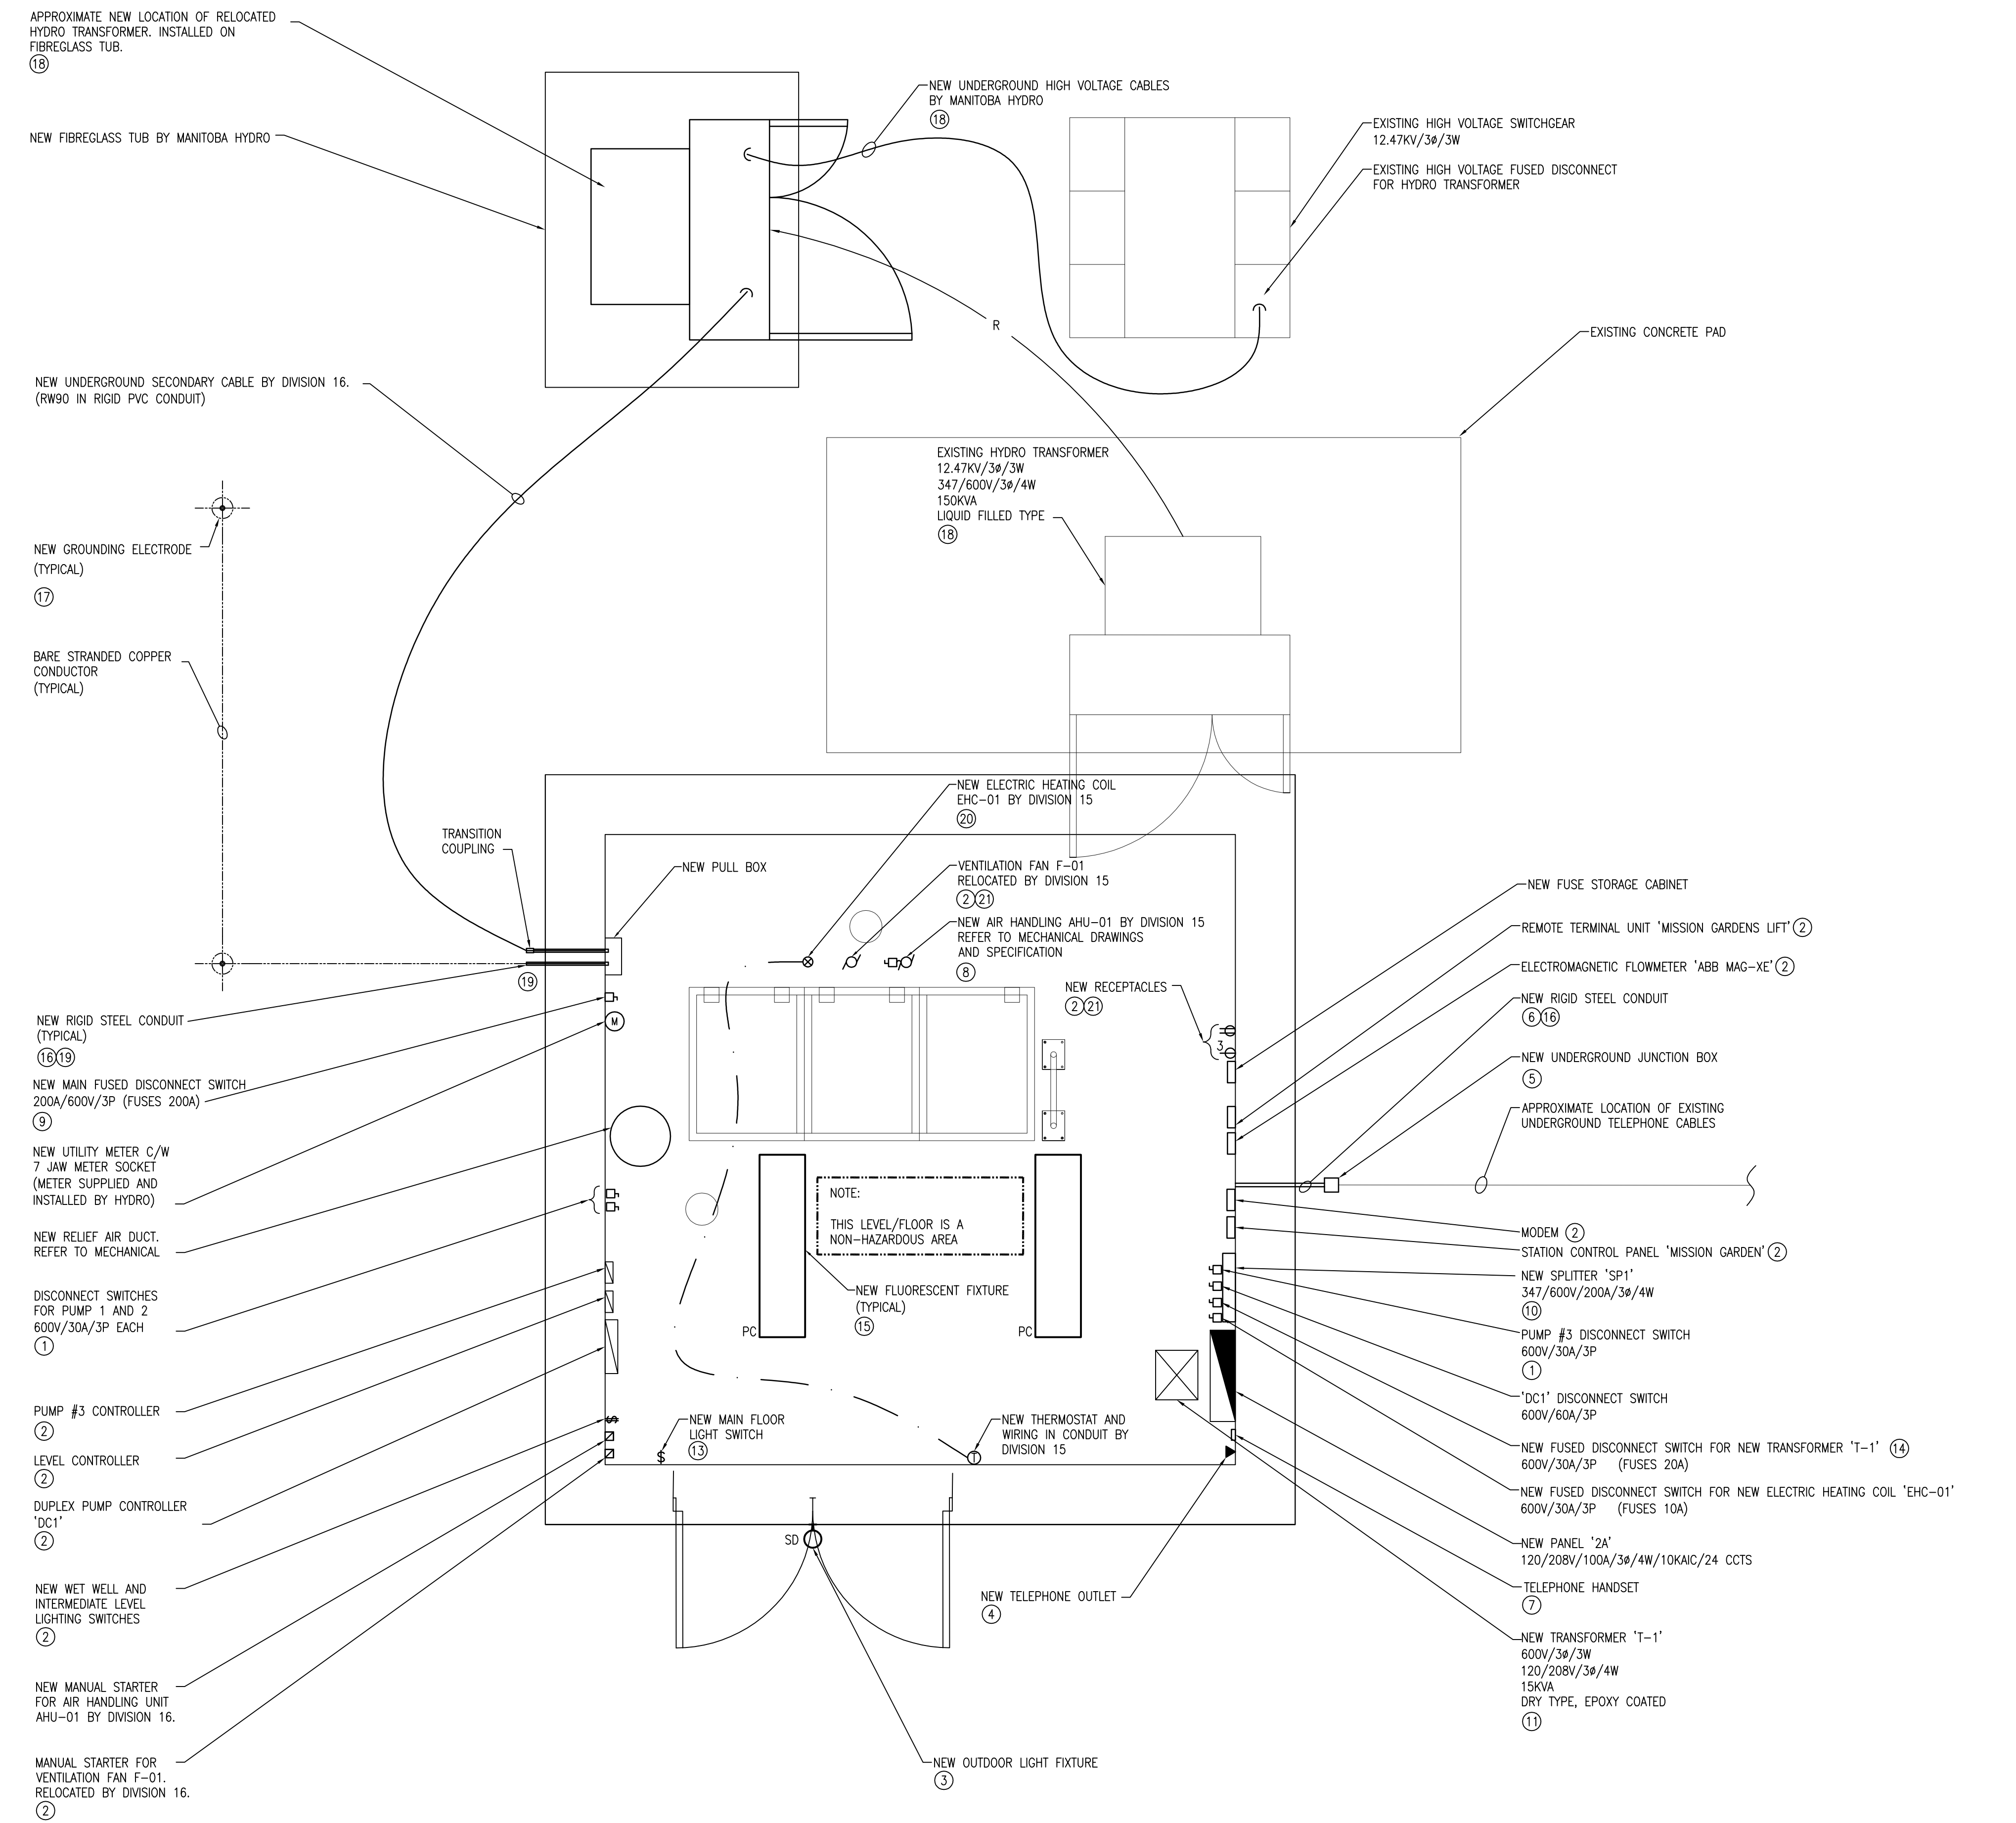 APPROXIMATE NEW LOCATION OF RELOCATED
HYDRO TRANSFORMER. INSTALLED ON
FIBREGLASS TUB.
18
NEW FIBREGLASS TUB BY MANITOBA HYDRO
NEW UNDERGROUND HIGH VOLTAGE CABLES
BY MANITOBA HYDRO
18
EXISTING HIGH VOLTAGE SWITCHGEAR
12.47KV/3ø/3W
EXISTING HIGH VOLTAGE FUSED DISCONNECT
FOR HYDRO TRANSFORMER
R
EXISTING CONCRETE PAD
NEW UNDERGROUND SECONDARY CABLE BY DIVISION 16.
(RW90 IN RIGID PVC CONDUIT)
EXISTING HYDRO TRANSFORMER
12.47KV/3ø/3W
347/600V/3ø/4W
150KVA
LIQUID FILLED TYPE
18
NEW GROUNDING ELECTRODE
(TYPICAL)
17
BARE STRANDED COPPER
CONDUCTOR
(TYPICAL)
TRANSITION
COUPLING
NEW PULL BOX
NEW ELECTRIC HEATING COIL
EHC-01 BY DIVISION 15
20
VENTILATION FAN F-01
RELOCATED BY DIVISION 15
2 21
NEW AIR HANDLING AHU-01 BY DIVISION 15
REFER TO MECHANICAL DRAWINGS
AND SPECIFICATION
8
NEW RECEPTACLES
2 21
3
19
M
NEW RIGID STEEL CONDUIT
(TYPICAL)
16 19
NEW MAIN FUSED DISCONNECT SWITCH
200A/600V/3P (FUSES 200A)
9
NEW UTILITY METER C/W
7 JAW METER SOCKET
(METER SUPPLIED AND
INSTALLED BY HYDRO)
NEW RELIEF AIR DUCT.
REFER TO MECHANICAL
DISCONNECT SWITCHES
FOR PUMP 1 AND 2
600V/30A/3P EACH
1
PUMP #3 CONTROLLER
2
LEVEL CONTROLLER
2
DUPLEX PUMP CONTROLLER
'DC1'
2
NEW WET WELL AND
INTERMEDIATE LEVEL
LIGHTING SWITCHES
2
NEW MANUAL STARTER
FOR AIR HANDLING UNIT
AHU-01 BY DIVISION 16.
MANUAL STARTER FOR
VENTILATION FAN F-01.
RELOCATED BY DIVISION 16.
2
NOTE:
THIS LEVEL/FLOOR IS A
NON-HAZARDOUS AREA
NEW FLUORESCENT FIXTURE
(TYPICAL)
15
PC
PC
$
$
NEW MAIN FLOOR
LIGHT SWITCH
13
T
NEW THERMOSTAT AND
WIRING IN CONDUIT BY
DIVISION 15
SD
NEW TELEPHONE OUTLET
4
NEW OUTDOOR LIGHT FIXTURE
3
NEW FUSE STORAGE CABINET
REMOTE TERMINAL UNIT 'MISSION GARDENS LIFT' 2
ELECTROMAGNETIC FLOWMETER 'ABB MAG-XE' 2
NEW RIGID STEEL CONDUIT
6 16
NEW UNDERGROUND JUNCTION BOX
5
APPROXIMATE LOCATION OF EXISTING
UNDERGROUND TELEPHONE CABLES
MODEM 2
STATION CONTROL PANEL 'MISSION GARDEN' 2
NEW SPLITTER 'SP1'
347/600V/200A/3ø/4W
10
PUMP #3 DISCONNECT SWITCH
600V/30A/3P
1
'DC1' DISCONNECT SWITCH
600V/60A/3P
NEW FUSED DISCONNECT SWITCH FOR NEW TRANSFORMER 'T-1' 14
600V/30A/3P (FUSES 20A)
NEW FUSED DISCONNECT SWITCH FOR NEW ELECTRIC HEATING COIL 'EHC-01'
600V/30A/3P (FUSES 10A)
NEW PANEL '2A'
120/208V/100A/3ø/4W/10KAIC/24 CCTS
TELEPHONE HANDSET
7
NEW TRANSFORMER 'T-1'
600V/3ø/3W
120/208V/3ø/4W
15KVA
DRY TYPE, EPOXY COATED
11